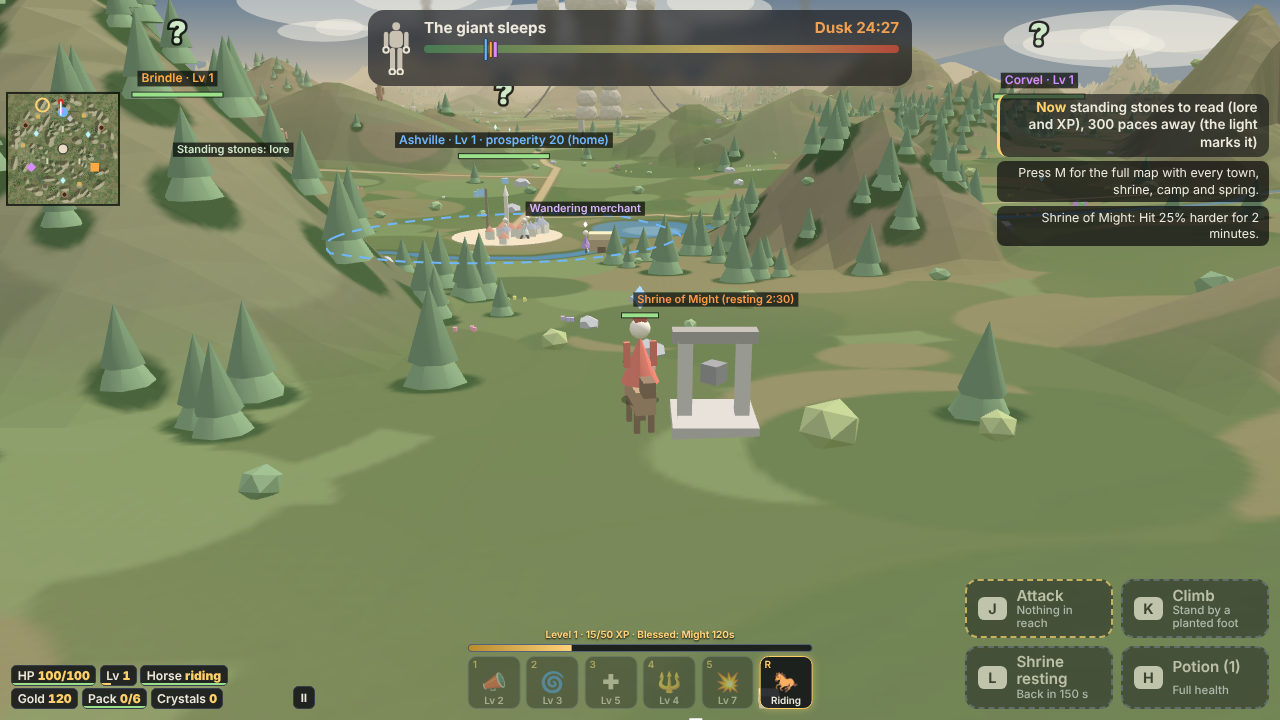 The giant sleeps
Dusk 24:27
?
?
?
Brindle · Lv 1
Corvel · Lv 1
Now standing stones to read (lore
and XP), 300 paces away (the light
marks it)
Ashville · Lv 1 · prosperity 20 (home)
Standing stones: lore
Press M for the full map with every town,
shrine, camp and spring.
Wandering merchant
Shrine of Might: Hit 25% harder for 2
minutes.
Shrine of Might (resting 2:30)
J
Attack
Nothing in
reach
K
Climb
Stand by a
planted foot
L
Shrine
resting
Back in 150 s
H
Potion (1)
Full health
Level 1 · 15/50 XP · Blessed: Might 120s
1
Lv 2
2
Lv 3
3
Lv 5
4
Lv 4
5
Lv 7
R
Riding
HP 100/100
Lv 1
Horse riding
Gold 120
Pack 0/6
Crystals 0